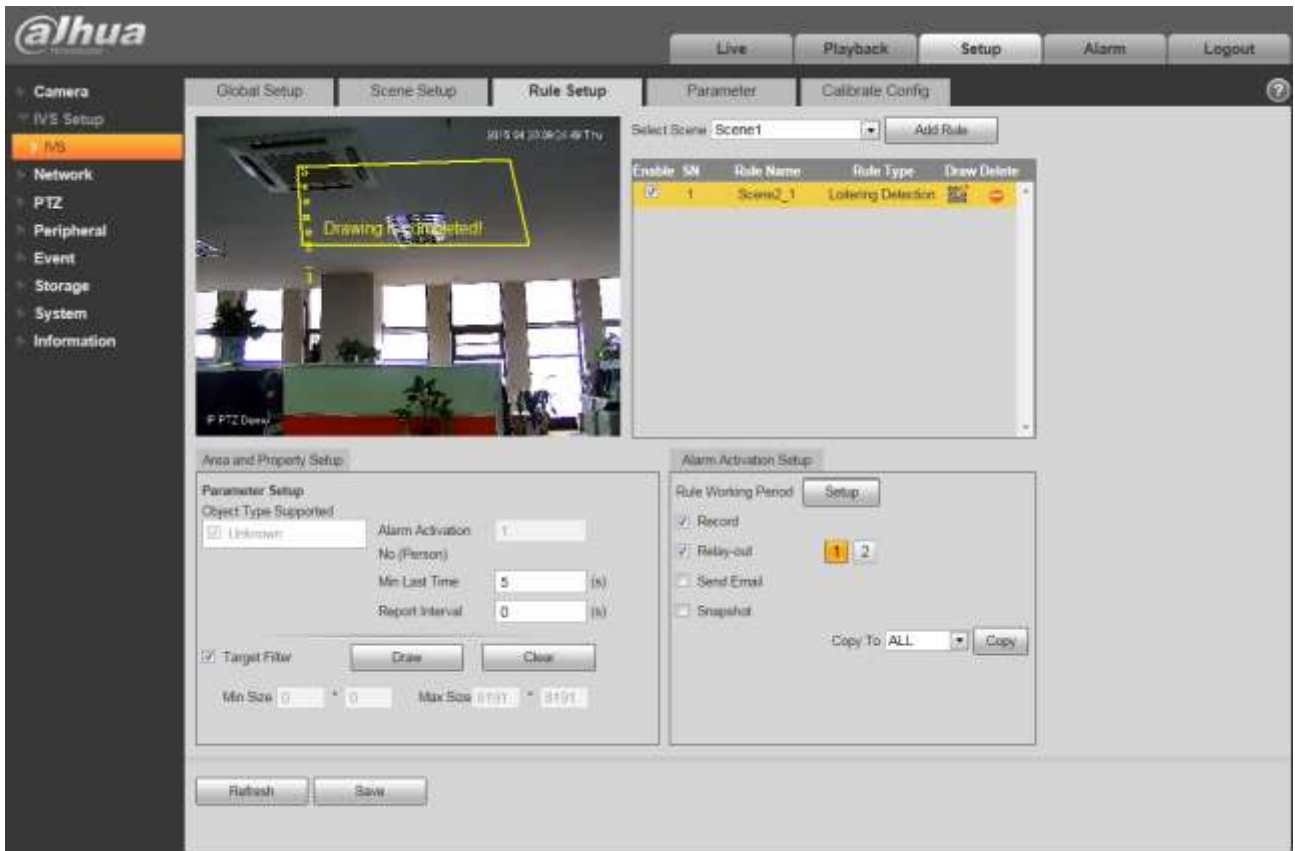 alhua
TECHNOLOGY
Live Playback Setup Alarm Logout
Camera
IVS Setup
IVS
Network
PTZ
Peripheral
Event
Storage
System
Information
Global Setup Scene Setup Rule Setup Parameter Calibrate Config
Drawing is completed!
IP PTZ Dome
Select Scene Scene1 Add Rule
Enable SN Rule Name Rule Type Draw Delete
1 Scene2_1 Loitering Detection
Area and Property Setup
Parameter Setup
Object Type Supported
Unknown
Alarm Activation 1
No (Person)
Min Last Time 5 (s)
Report Interval 0 (s)
Target Filter Draw Clear
Min Size 0 * 0 Max Size 8191 * 8191
Alarm Activation Setup
Rule Working Period Setup
Record
Relay-out 1 2
Send Email
Snapshot
Copy To ALL Copy
Refresh Save